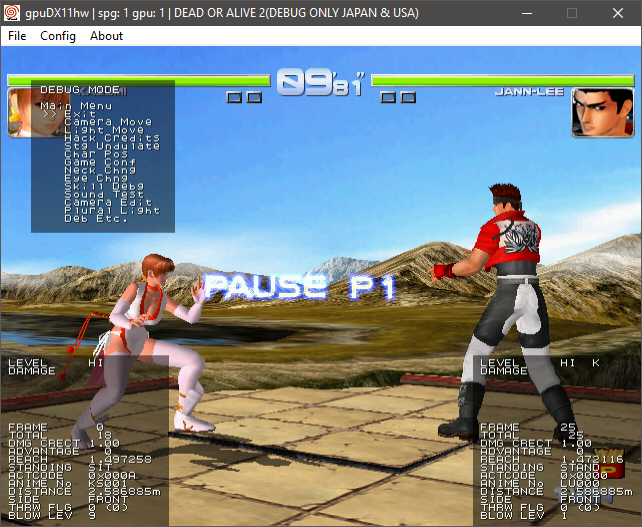 gpuDX11hw | spg: 1 gpu: 1 | DEAD OR ALIVE 2(DEBUG ONLY JAPAN & USA)
File Config About
09'81"
DEBUG MODE
JANN-LEE
Main Menu
>> Exit
Camera Move
Light Move
Hack Credits
Stg Undulate
Char Pos
Game Conf
Neck Chng
Eye Chng
Skill Debg
Sound Test
Camera Edit
Plural Light
Deb Etc.
PAUSE P1
LEVEL HI
DAMAGE
FRAME 0
TOTAL 18
DMG CRECT 1.00
ADVANTAGE 0
REACH 1.497258
STANDING SIT
ACTCODE 0x000A
ANIME No KS001
DISTANCE 2.586885m
SIDE FRONT
THRW FLG 0 (0)
BLOW LEV 9
LEVEL HI K
DAMAGE
FRAME 25
TOTAL 25
DMG CRECT 1.00
ADVANTAGE 0
REACH 1.472116
STANDING STAND
ACTCODE 0x0000
ANIME No LU000
DISTANCE 2.586885m
SIDE FRONT
THRW FLG 0 (0)
BLOW LEV 1